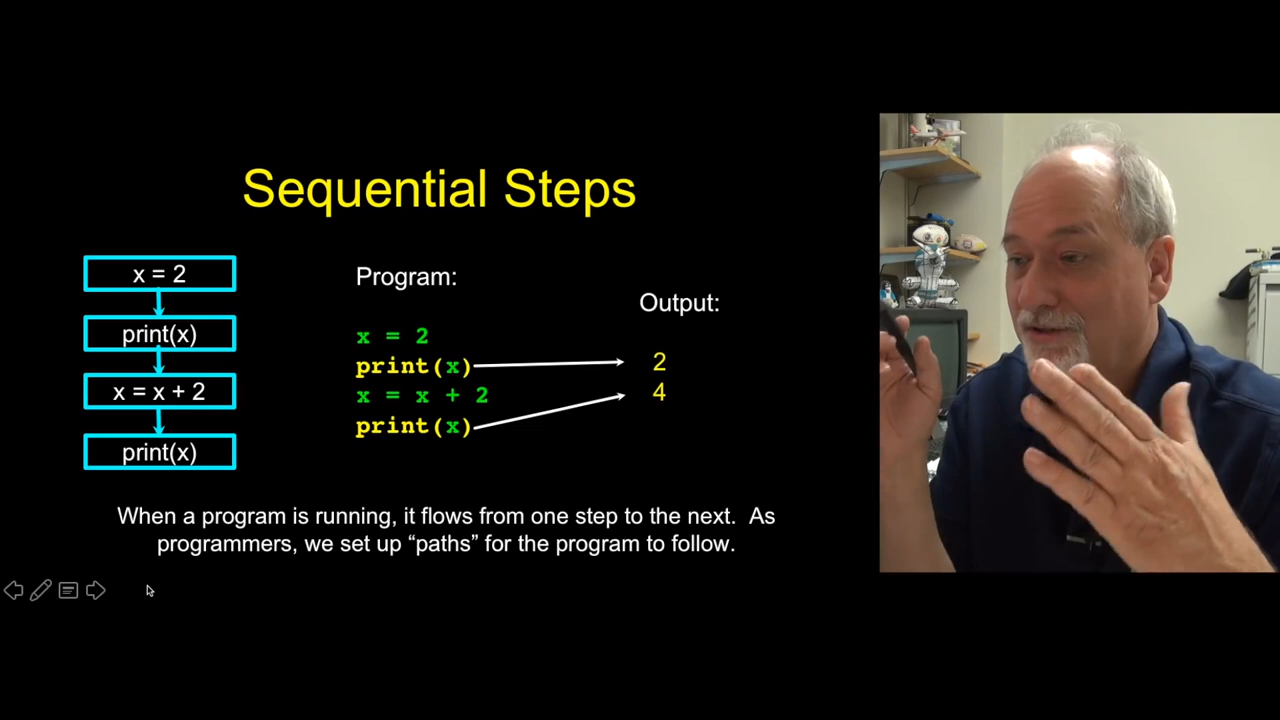 Sequential Steps
x = 2
print(x)
x = x + 2
print(x)
Program:
x = 2
print(x)
x = x + 2
print(x)
Output:
2
4
When a program is running, it flows from one step to the next.  As
programmers, we set up “paths” for the program to follow.